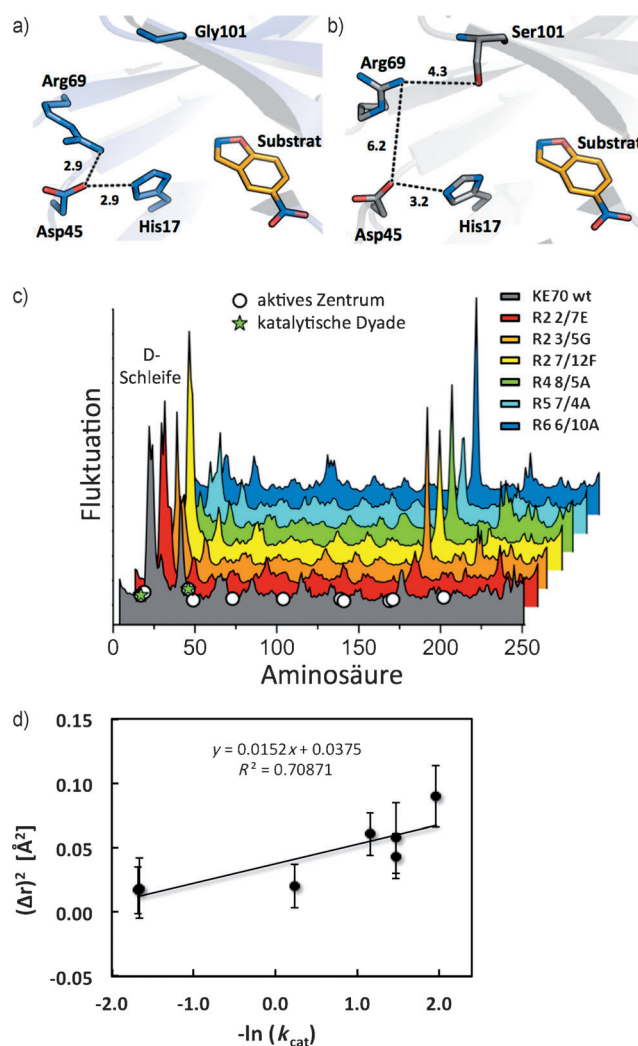 a)
Gly101
Arg69
2.9
Substrat
2.9
Asp45
His17
b)
Ser101
Arg69
4.3
6.2
Substrat
3.2
Asp45
His17
c)
aktives Zentrum
katalytische Dyade
KE70 wt
R2 2/7E
R2 3/5G
R2 7/12F
R4 8/5A
R5 7/4A
R6 6/10A
D-
Schleife
Fluktuation
0 50 100 150 200 250
Aminosäure
d)
0.15
y = 0.0152x + 0.0375
R² = 0.70871
0.10
0.05
0.00
-0.05
(Δr)² [Å²]
-2.0 -1.0 0.0 1.0 2.0
-ln (kcat)